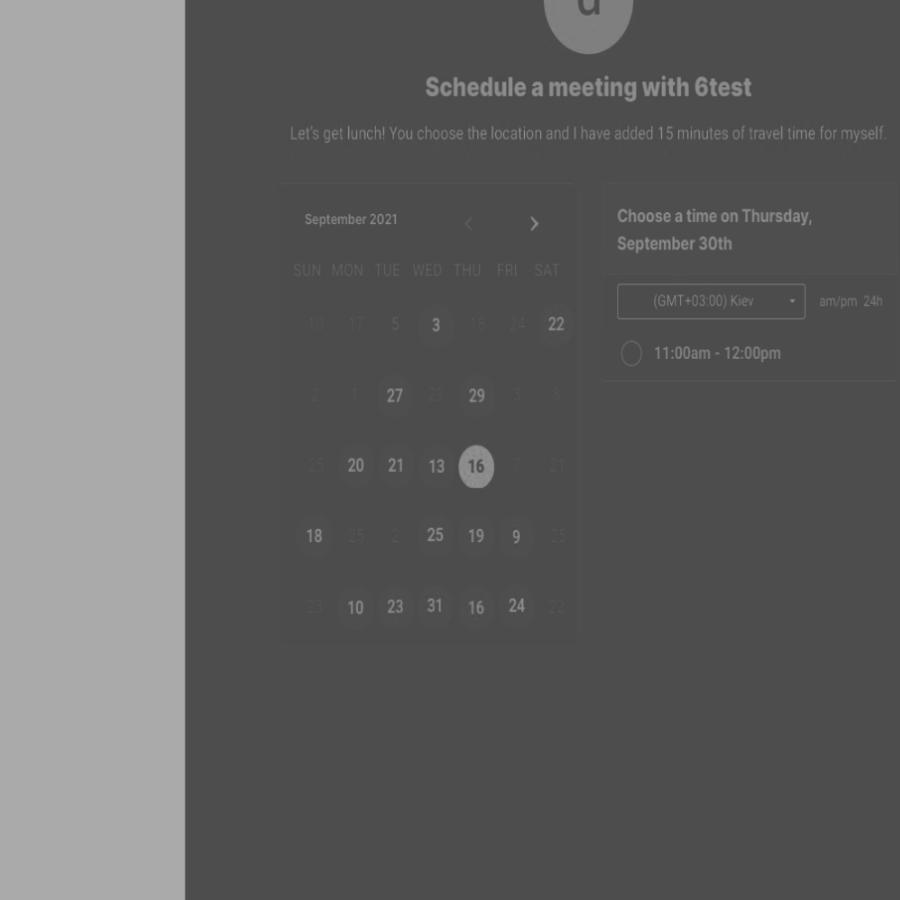 d
Schedule a meeting with 6test
Let's get lunch! You choose the location and I have added 15 minutes of travel time for myself.
September 2021
SUN MON TUE WED THU FRI SAT
10 17 5 3 18 24 22
2 1 27 23 29 3 8
25 20 21 13 16 7 21
18 25 2 25 19 9 25
23 10 23 31 16 24 22
Choose a time on Thursday,
September 30th
(GMT+03:00) Kiev am/pm 24h
11:00am - 12:00pm